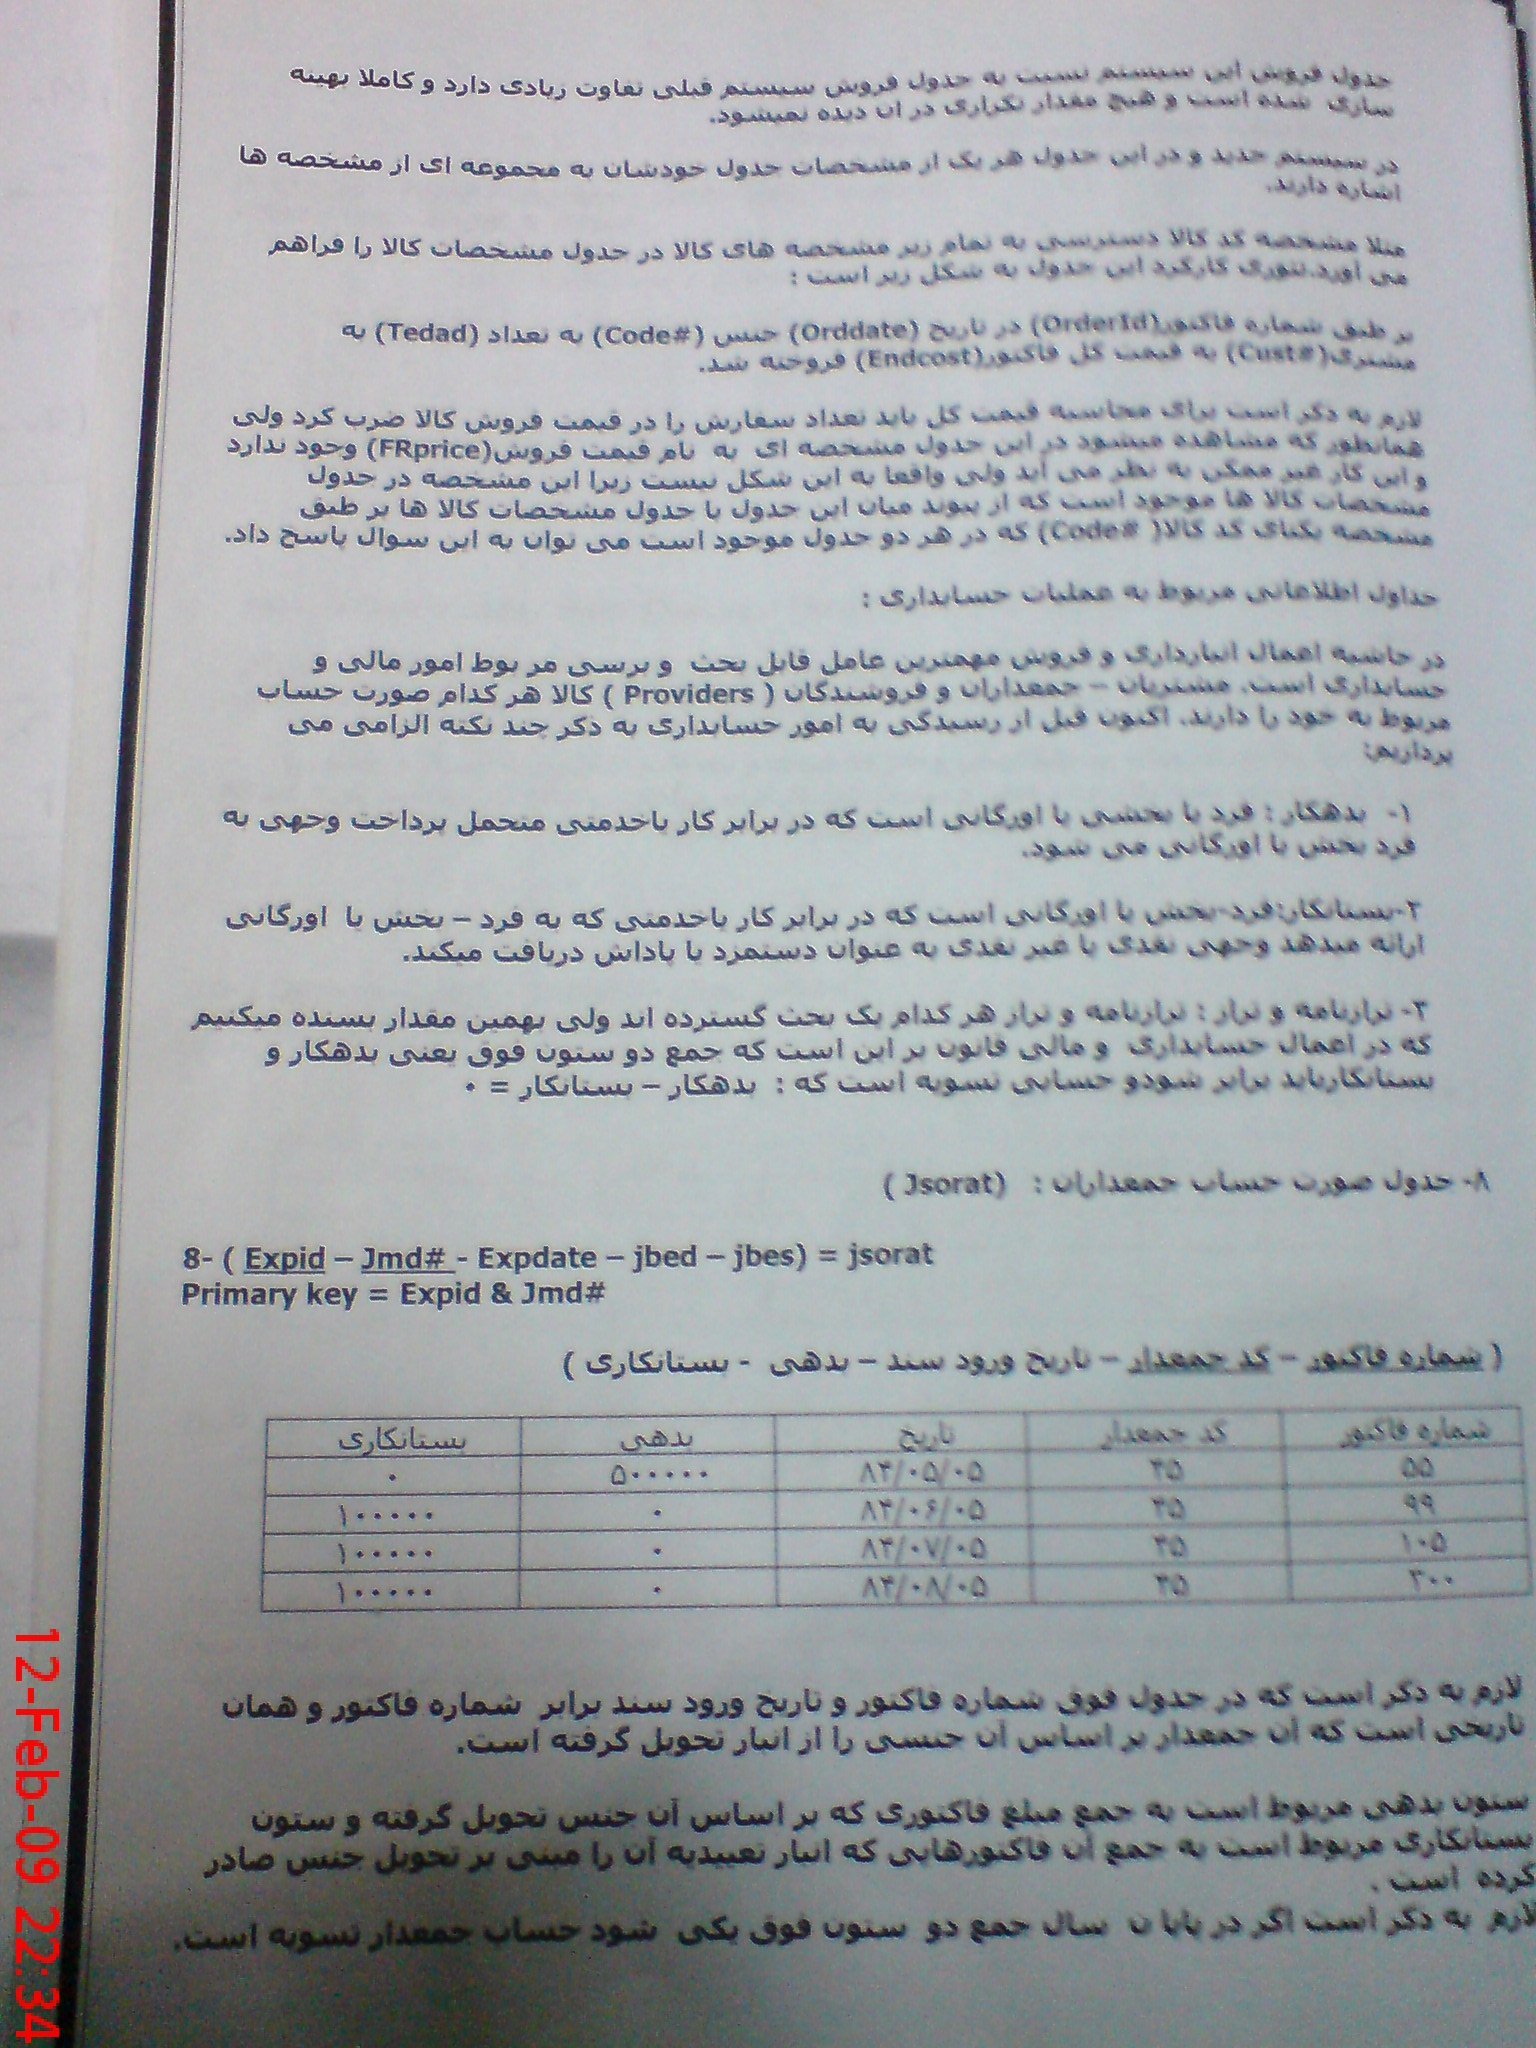 جدول فروش این سیستم نسبت به جدول فروش سیستم قبلی تفاوت زیادی دارد و کاملا بهینه
سازی شده است و هیچ مقدار تکراری در ان دیده نمیشود.
در سیستم جدید و در این جدول هر یک از مشخصات جدول خودشان به مجموعه ای از مشخصه ها
اشاره دارند.
مثلا مشخصه کد کالا دسترسی به تمام زیر مشخصه های کالا در جدول مشخصات کالا را فراهم
می آورد.تئوری کارکرد این جدول به شکل زیر است :
بر طبق شماره فاکتور(OrderId) در تاریخ (Orddate) جنس (Code#) به تعداد (Tedad) به
مشتری(Cust#) به قیمت کل فاکتور(Endcost) فروخته شد.
لازم به ذکر است برای محاسبه قیمت کل باید تعداد سفارش را در قیمت فروش کالا ضرب کرد ولی
همانطور که مشاهده میشود در این جدول مشخصه ای به نام قیمت فروش(FRprice) وجود ندارد
و این کار غیر ممکن به نظر می آید ولی واقعا به این شکل نیست زیرا این مشخصه در جدول
مشخصات کالا ها موجود است که از پیوند میان این جدول با جدول مشخصات کالا ها بر طبق
مشخصه یکتای کد کالا( Code#) که در هر دو جدول موجود است می توان به این سوال پاسخ داد.
جداول اطلاعاتی مربوط به عملیات حسابداری :
در حاشیه اعمال انبارداری و فروش مهمترین عامل قابل بحث و برسی مر بوط امور مالی و
حسابداری است. مشتریان – جمعداران و فروشندگان ( Providers ) کالا هر کدام صورت حساب
مربوط به خود را دارند. اکنون قبل از رسیدگی به امور حسابداری به ذکر چند نکته الزامی می
پردازیم:
۱- بدهکار : فرد یا بخشی یا اورگانی است که در برابر کار یاخدمتی متحمل پرداخت وجهی به
فرد بخش یا اورگانی می شود.
۲-بستانکار:فرد-بخش یا اورگانی است که در برابر کار یاخدمتی که به فرد – بخش یا اورگانی
ارائه میدهد وجهی نقدی یا غیر نقدی به عنوان دستمزد یا پاداش دریافت میکند.
۳- ترازنامه و تراز : ترازنامه و تراز هر کدام یک بحث گسترده اند ولی بهمین مقدار بسنده میکنیم
که در اعمال حسابداری و مالی قانون بر این است که جمع دو ستون فوق یعنی بدهکار و
بستانکارباید برابر شودو حسابی تسویه است که : بدهکار – بستانکار = ۰
۸- جدول صورت حساب جمعداران : (Jsorat )
8- ( Expid – Jmd# - Expdate – jbed – jbes) = jsorat
Primary key = Expid & Jmd#
( شماره فاکتور – کد جمعدار – تاریخ ورود سند – بدهی - بستانکاری )
شماره فاکتور کد جمعدار تاریخ بدهی بستانکاری
۵۵ ۳۵ ۸۴/۰۵/۰۵ ۵۰۰۰۰۰ ۰
۹۹ ۳۵ ۸۴/۰۶/۰۵ ۰ ۱۰۰۰۰۰
۱۰۵ ۳۵ ۸۴/۰۷/۰۵ ۰ ۱۰۰۰۰۰
۳۰۰ ۳۵ ۸۴/۰۸/۰۵ ۰ ۱۰۰۰۰۰
لازم به ذکر است که در جدول فوق شماره فاکتور و تاریخ ورود سند برابر شماره فاکتور و همان
تاریخی است که آن جمعدار بر اساس آن جنسی را از انبار تحویل گرفته است.
ستون بدهی مربوط است به جمع مبلغ فاکتوری که بر اساس آن جنس تحویل گرفته و ستون
بستانکاری مربوط است به جمع آن فاکتورهایی که انبار تعییدیه آن را مبنی بر تحویل جنس صادر
کرده است .
لازم به ذکر است اگر در پایا ن سال جمع دو ستون فوق یکی شود حساب جمعدار تسویه است.
12-Feb-09 22:34